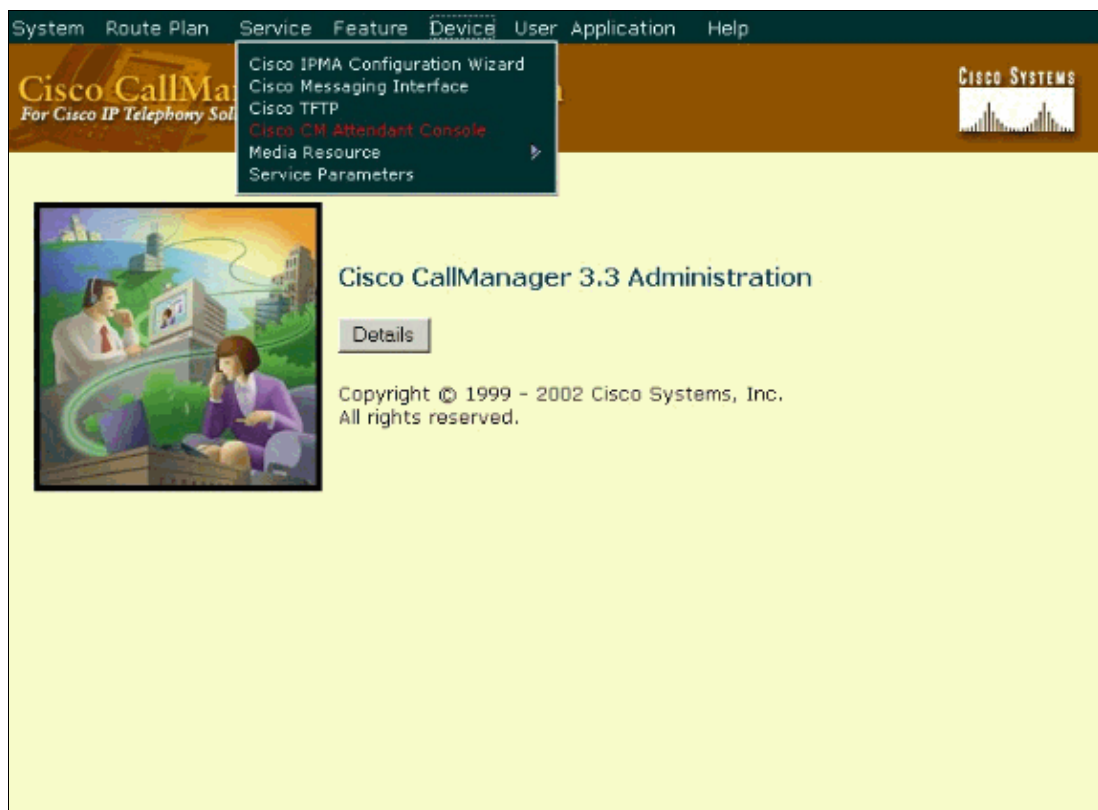 System Route Plan Service Feature Device User Application Help
Cisco IPMA Configuration Wizard
Cisco Messaging Interface
Cisco TFTP
Cisco CM Attendant Console
Media Resource
Service Parameters
Cisco CallMa
For Cisco IP Telephony Sol
CISCO SYSTEMS
Cisco CallManager 3.3 Administration
Details
Copyright © 1999 - 2002 Cisco Systems, Inc.
All rights reserved.